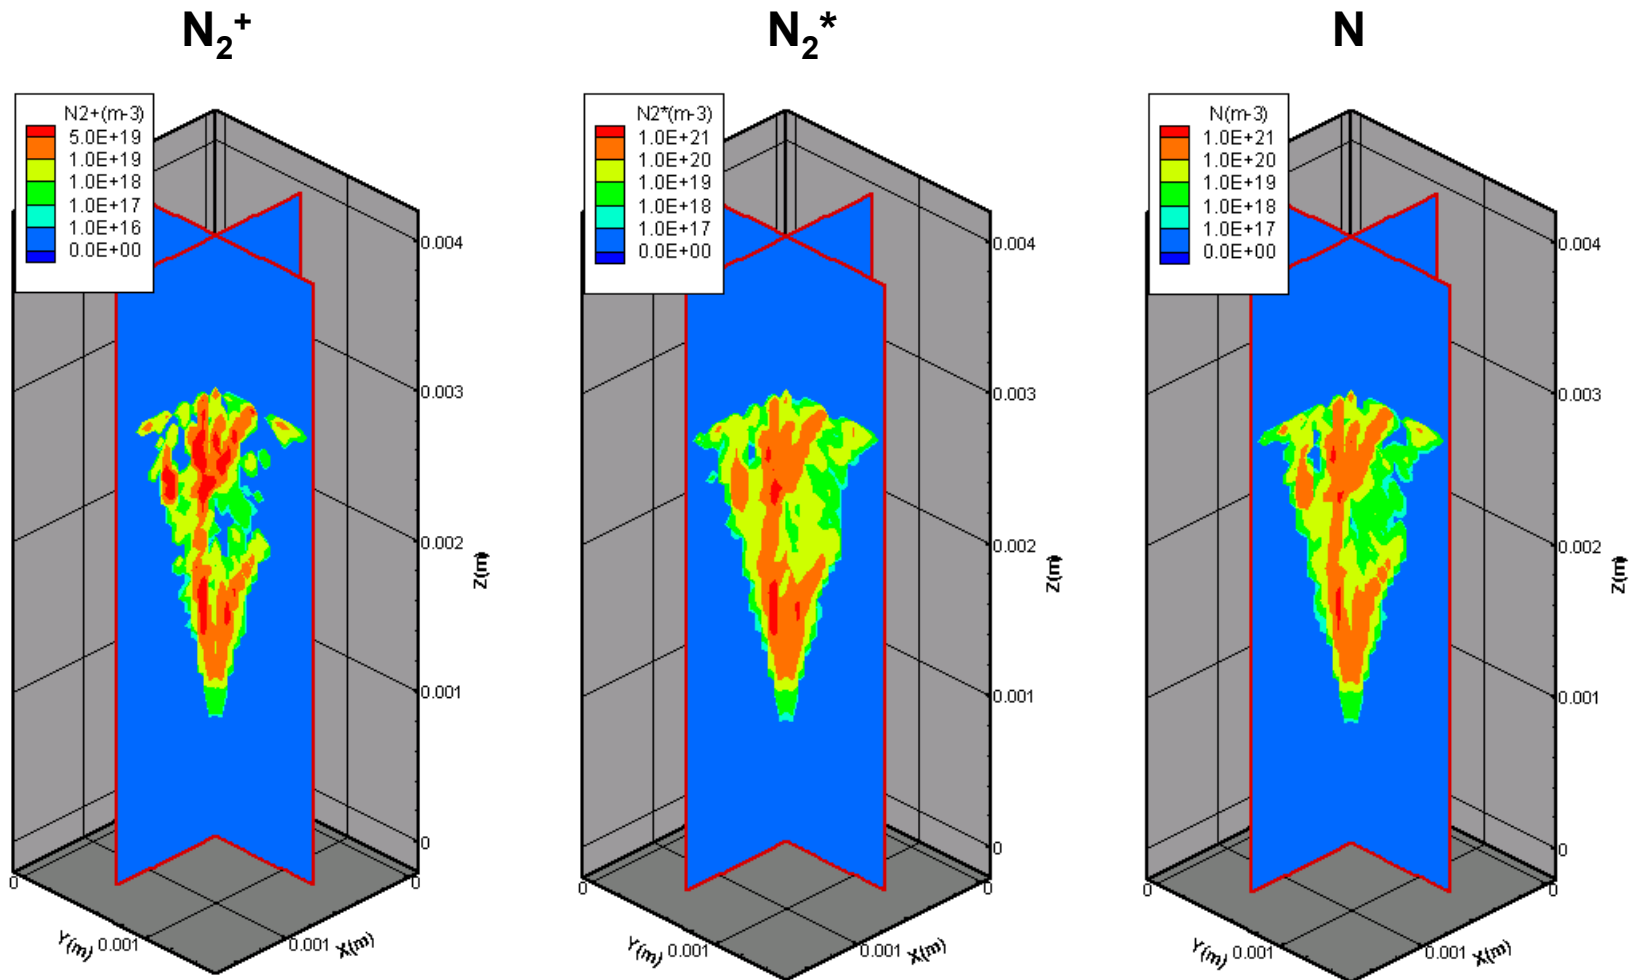 N₂⁺
N₂*
N
N2+(m-3)
5.0E+19
1.0E+19
1.0E+18
1.0E+17
1.0E+16
0.0E+00
0.004
0.003
0.002
0.001
0
Z(m)
0
Y(m)
0.001
0.001
X(m)
0
N2*(m-3)
1.0E+21
1.0E+20
1.0E+19
1.0E+18
1.0E+17
0.0E+00
0.004
0.003
0.002
0.001
0
Z(m)
0
Y(m)
0.001
0.001
X(m)
0
N(m-3)
1.0E+21
1.0E+20
1.0E+19
1.0E+18
1.0E+17
0.0E+00
0.004
0.003
0.002
0.001
0
Z(m)
0
Y(m)
0.001
0.001
X(m)
0